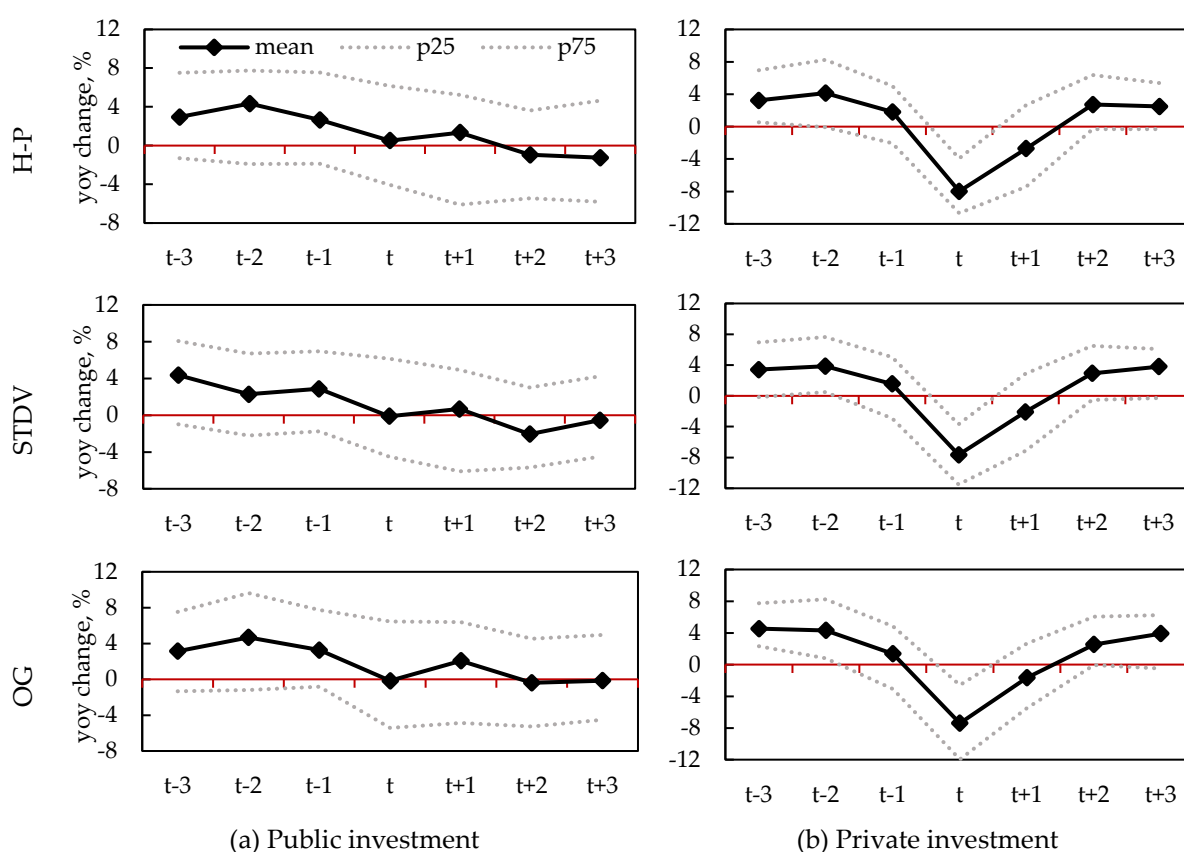 mean p25 p75
H-P
yoy change, %
12
8
4
0
-4
-8
t-3 t-2 t-1 t t+1 t+2 t+3
12
8
4
0
-4
-8
-12
t-3 t-2 t-1 t t+1 t+2 t+3
STDV
yoy change, %
12
8
4
0
-4
-8
t-3 t-2 t-1 t t+1 t+2 t+3
12
8
4
0
-4
-8
-12
t-3 t-2 t-1 t t+1 t+2 t+3
OG
yoy change, %
12
8
4
0
-4
-8
t-3 t-2 t-1 t t+1 t+2 t+3
12
8
4
0
-4
-8
-12
t-3 t-2 t-1 t t+1 t+2 t+3
(a) Public investment
(b) Private investment